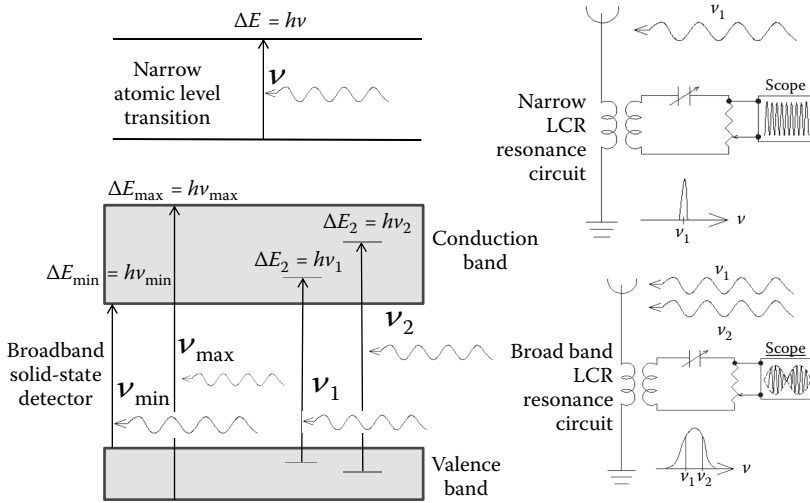 ΔE = hν
Narrow
atomic level
transition
ν
ΔE_max = hν_max
ΔE_2 = hν_2
ΔE_2 = hν_1
Conduction
band
ΔE_min = hν_min
Broadband
solid-state
detector
ν_max
ν_min
ν_1
ν_2
Valence
band
ν_1
Scope
Narrow
LCR
resonance
circuit
ν
ν_1
ν_1
ν_2
Scope
Broad band
LCR
resonance
circuit
ν_1 ν_2
ν